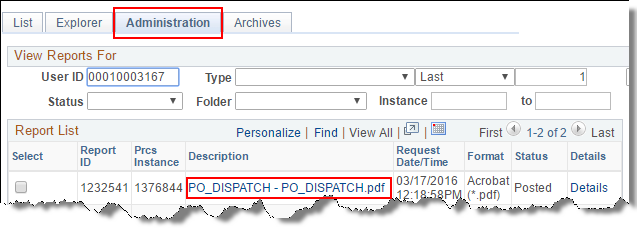 List Explorer Administration Archives
View Reports For
User ID 00010003167 Type Last 1
Status Folder Instance to
Report List Personalize | Find | View All | | First 1-2 of 2 Last
Select Report ID Prcs Instance Description Request Date/Time Format Status Details
1232541 1376844 PO_DISPATCH - PO_DISPATCH.pdf 03/17/2016 12:18:58PM Acrobat (*.pdf) Posted Details